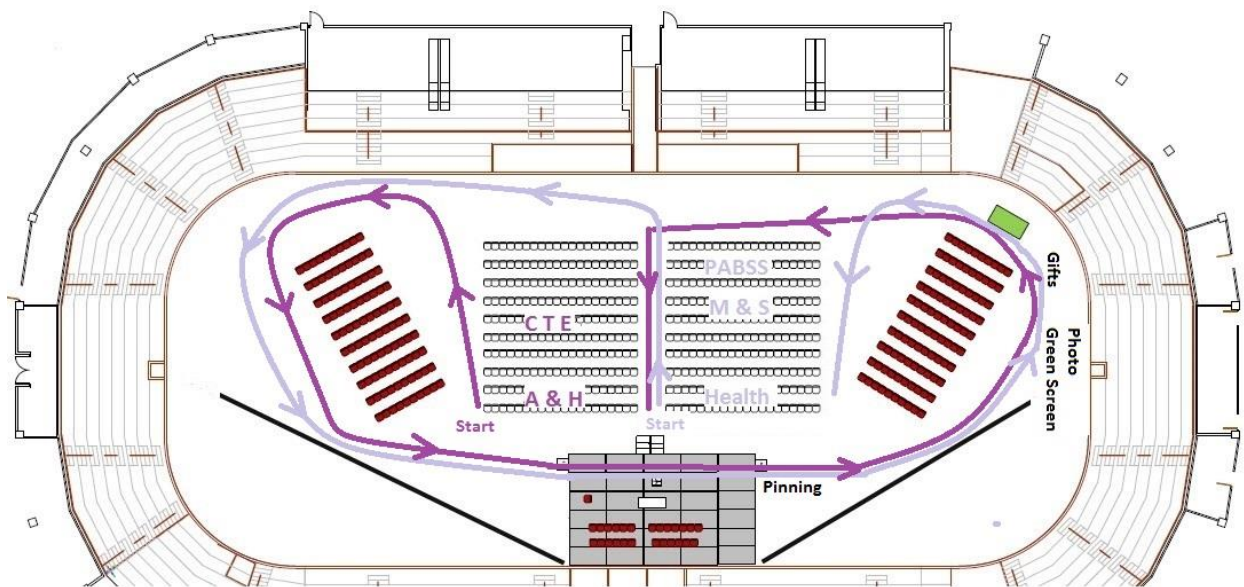 PABSS
M & S
C T E
A & H
Health
Start
Start
Pinning
Gifts
Photo
Green Screen